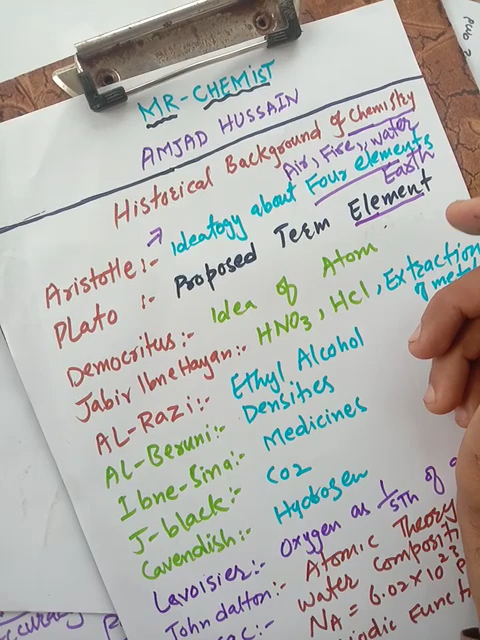 MR-CHEMIST
AMJAD HUSSAIN
Historical Background of Chemistry
Air, Fire, water
Earth
Aristotle:- Ideatogy about Four elements
Plato :- Proposed Term Element
Democritus:- Idea of Atom
Jabir Ibne Hayan:- HNO3, Hcl, Extraction of metal
AL-Razi:- Ethyl Alcohol
AL-Beruni:- Densities
Ibne-Sina:- Medicines
J-black:- CO2
Cavendish:- Hydrogen
Lavoisier:- Oxygen as 1/5Th of
John dalton:- Atomic Theory
water Compositi
NA = 6.02×10²³ P
iodic Func